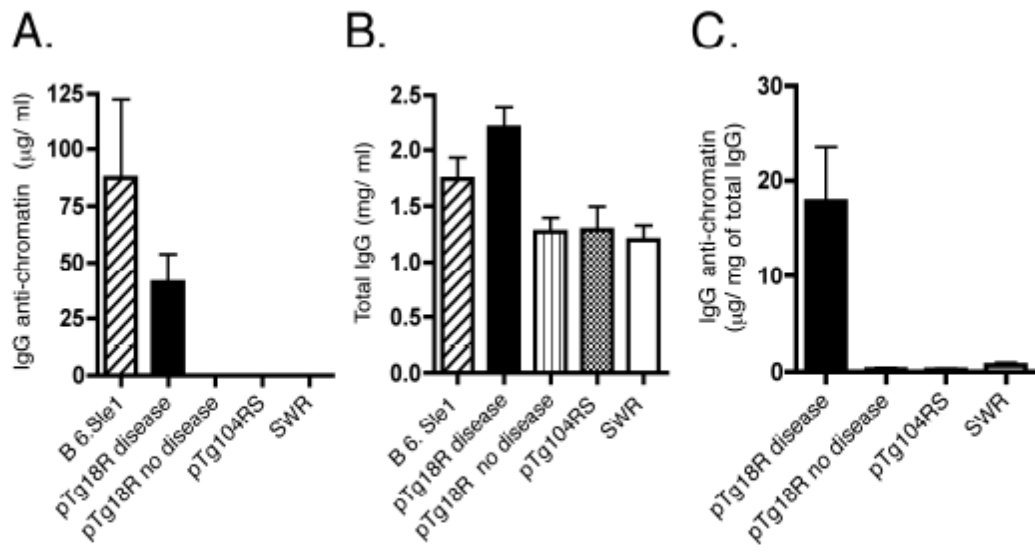 A.
IgG anti-chromatin (μg/ ml)
125
100
75
50
25
0
B 6.Sle1
pTg18R disease
pTg18R no disease
pTg104RS
SWR
B.
Total IgG (mg/ ml)
2.5
2.0
1.5
1.0
0.5
0.0
B 6. Sle1
pTg18R disease
pTg18R no disease
pTg104RS
SWR
C.
IgG anti-chromatin
(μg/ mg of total IgG)
30
20
10
0
pTg18R disease
pTg18R no disease
pTg104RS
SWR